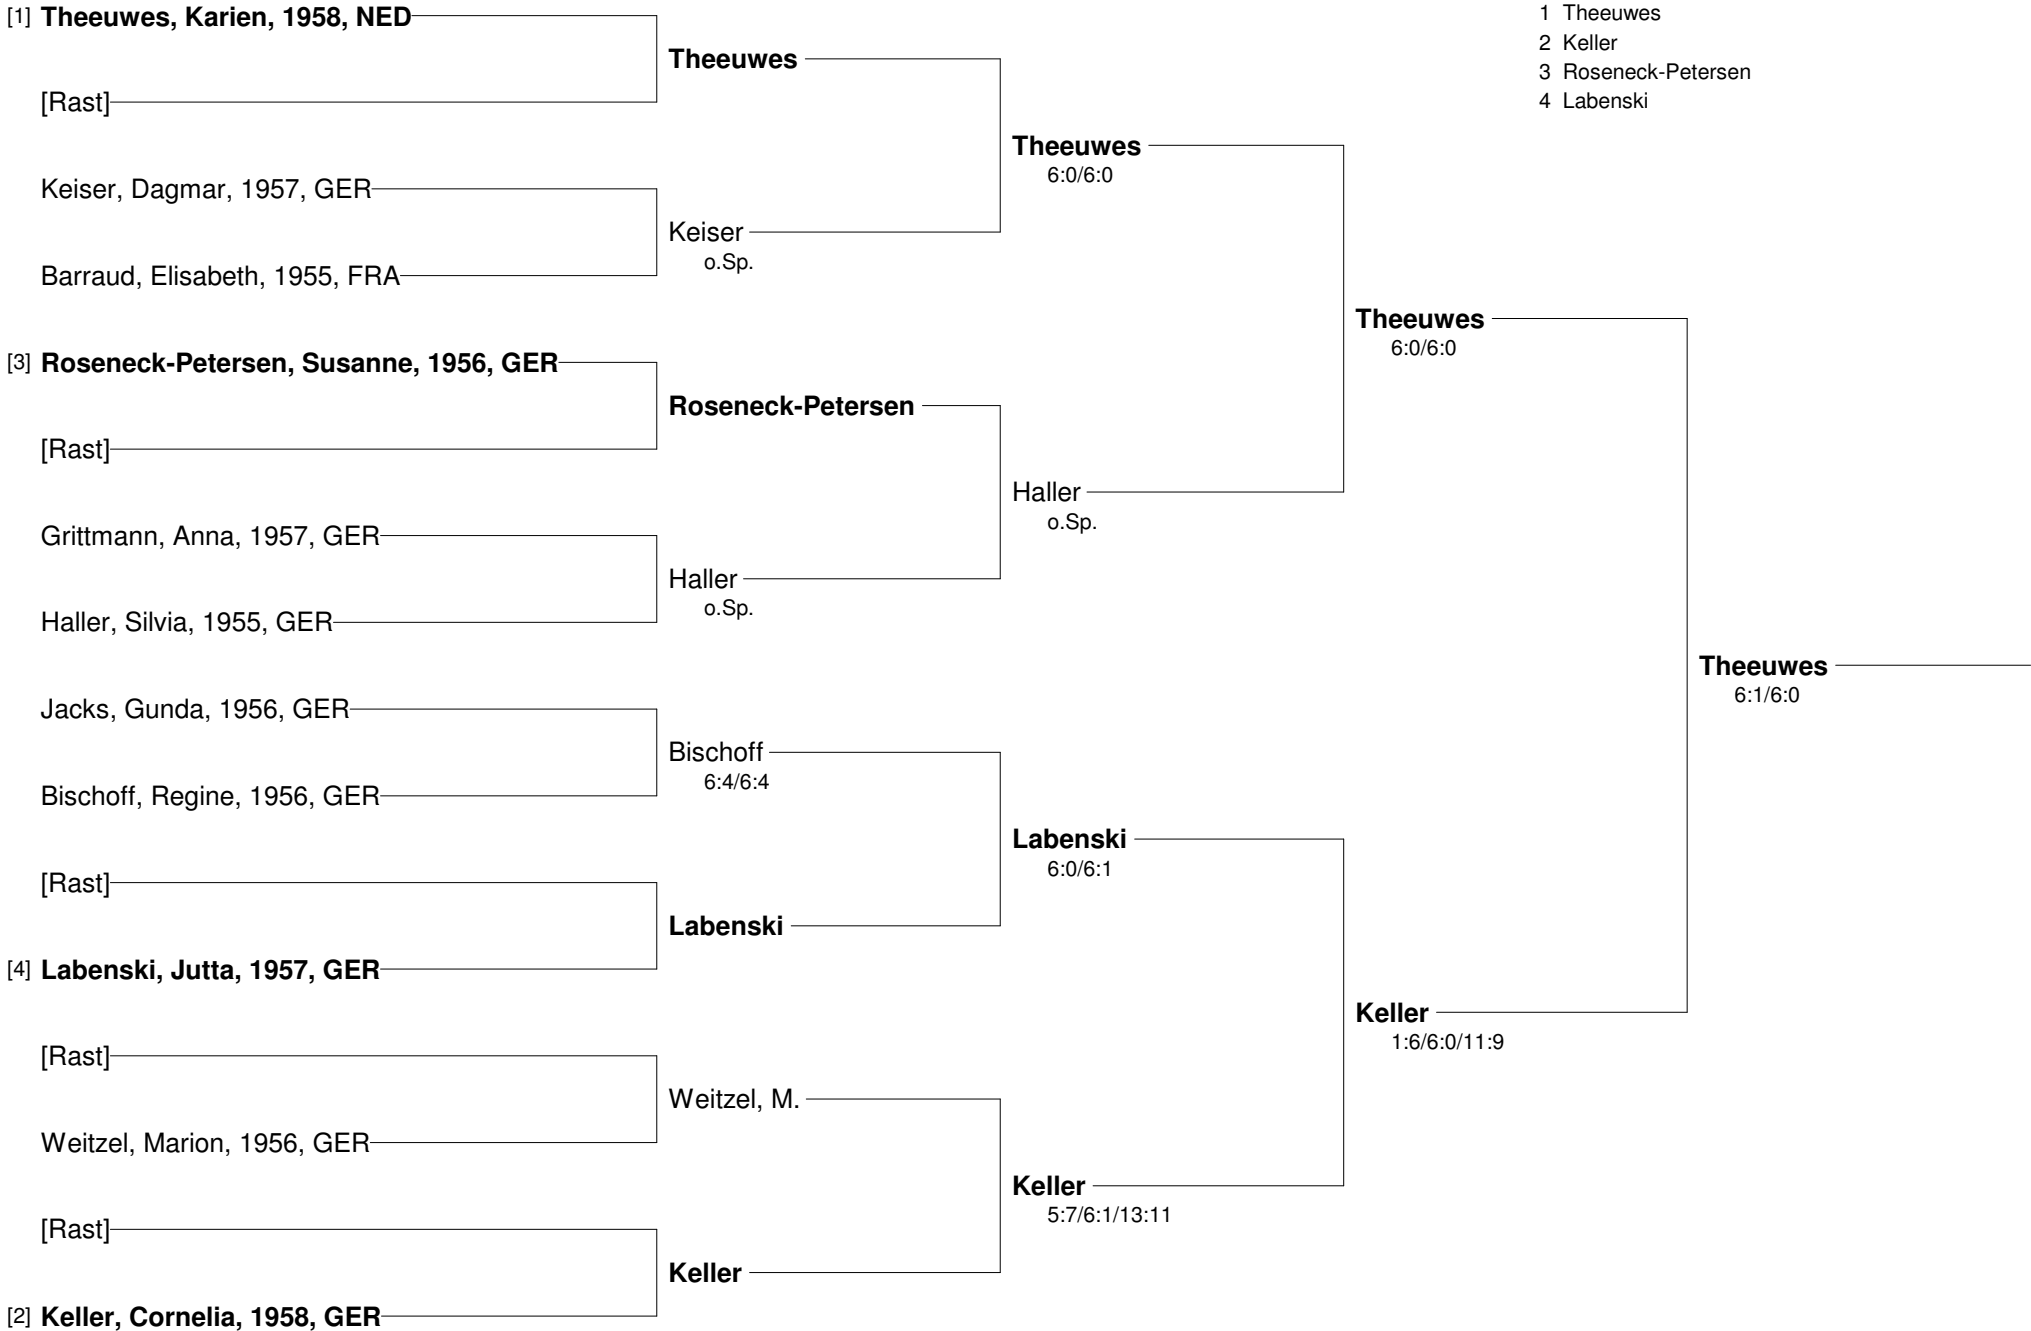 [1] Theeuwes, Karien, 1958, NED
[Rast]
Keiser, Dagmar, 1957, GER
Barraud, Elisabeth, 1955, FRA
[3] Roseneck-Petersen, Susanne, 1956, GER
[Rast]
Grittmann, Anna, 1957, GER
Haller, Silvia, 1955, GER
Jacks, Gunda, 1956, GER
Bischoff, Regine, 1956, GER
[Rast]
[4] Labenski, Jutta, 1957, GER
[Rast]
Weitzel, Marion, 1956, GER
[Rast]
[2] Keller, Cornelia, 1958, GER
Theeuwes
Keiser
o.Sp.
Roseneck-Petersen
Haller
o.Sp.
Bischoff
6:4/6:4
Labenski
Weitzel, M.
Keller
Theeuwes
6:0/6:0
Haller
o.Sp.
Labenski
6:0/6:1
Keller
5:7/6:1/13:11
Theeuwes
6:0/6:0
Keller
1:6/6:0/11:9
Theeuwes
6:1/6:0
1 Theeuwes
2 Keller
3 Roseneck-Petersen
4 Labenski